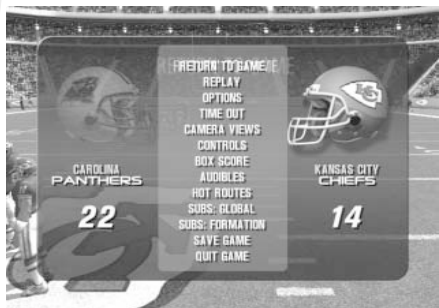 RETURN TO GAME
REPLAY
OPTIONS
TIME OUT
CAMERA VIEWS
CONTROLS
BOX SCORE
AUDIBLES
HOT ROUTES
SUBS: GLOBAL
SUBS: FORMATION
SAVE GAME
QUIT GAME
CAROLINA
PANTHERS
22
KANSAS CITY
CHIEFS
14
KC